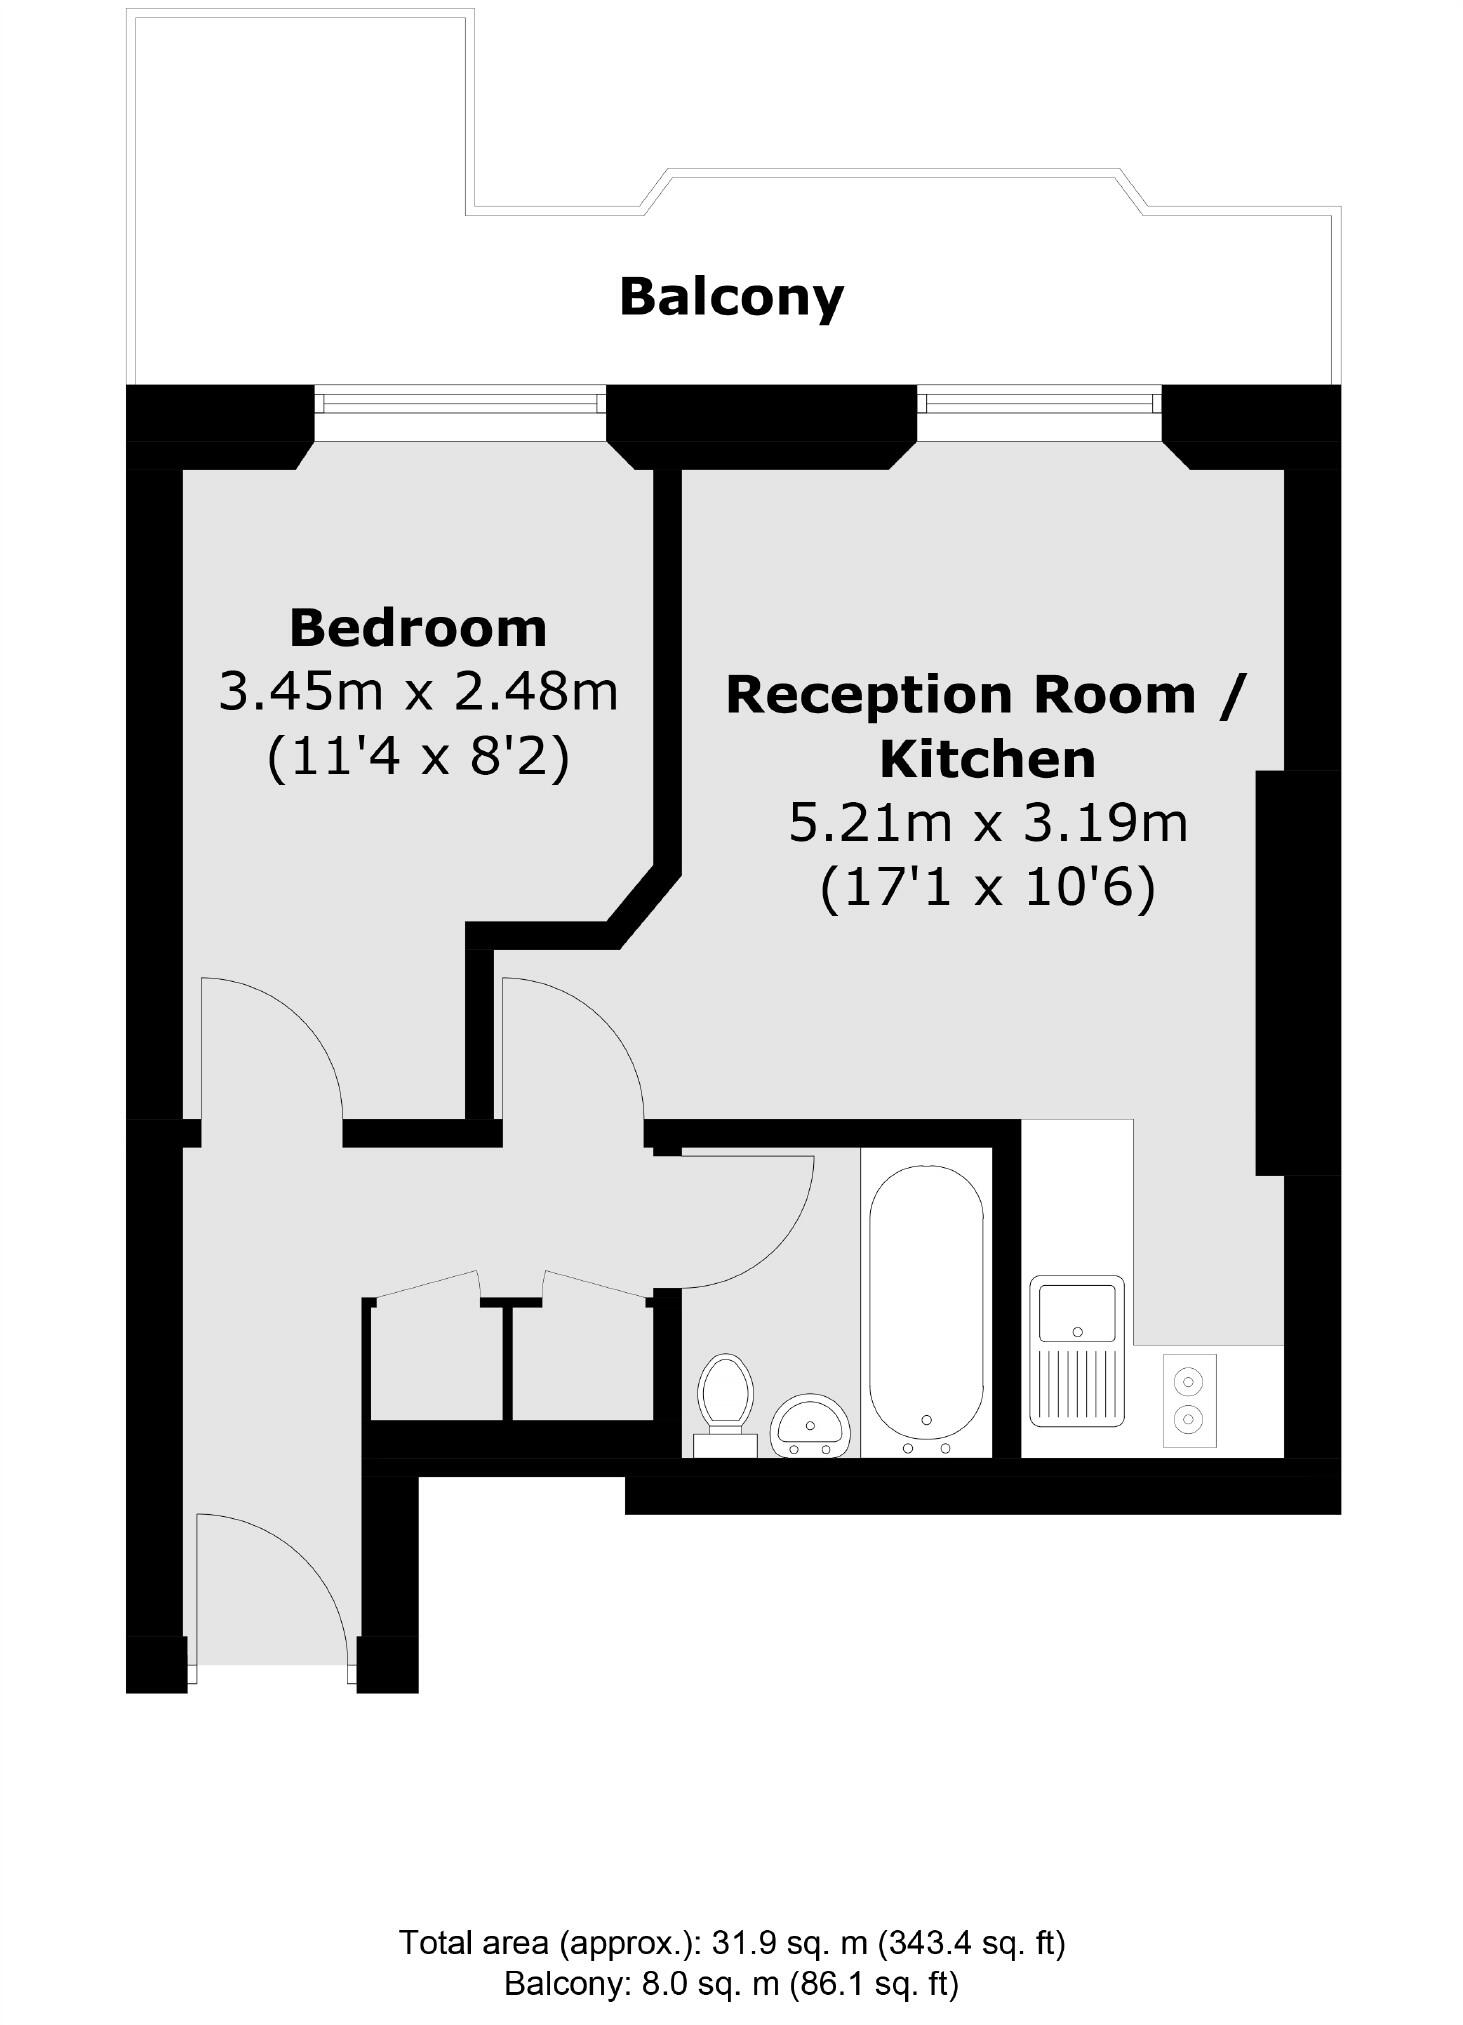 Balcony
Bedroom
3.45m x 2.48m
(11'4 x 8'2)
Reception Room /
Kitchen
5.21m x 3.19m
(17'1 x 10'6)
Total area (approx.): 31.9 sq. m (343.4 sq. ft)
Balcony: 8.0 sq. m (86.1 sq. ft)